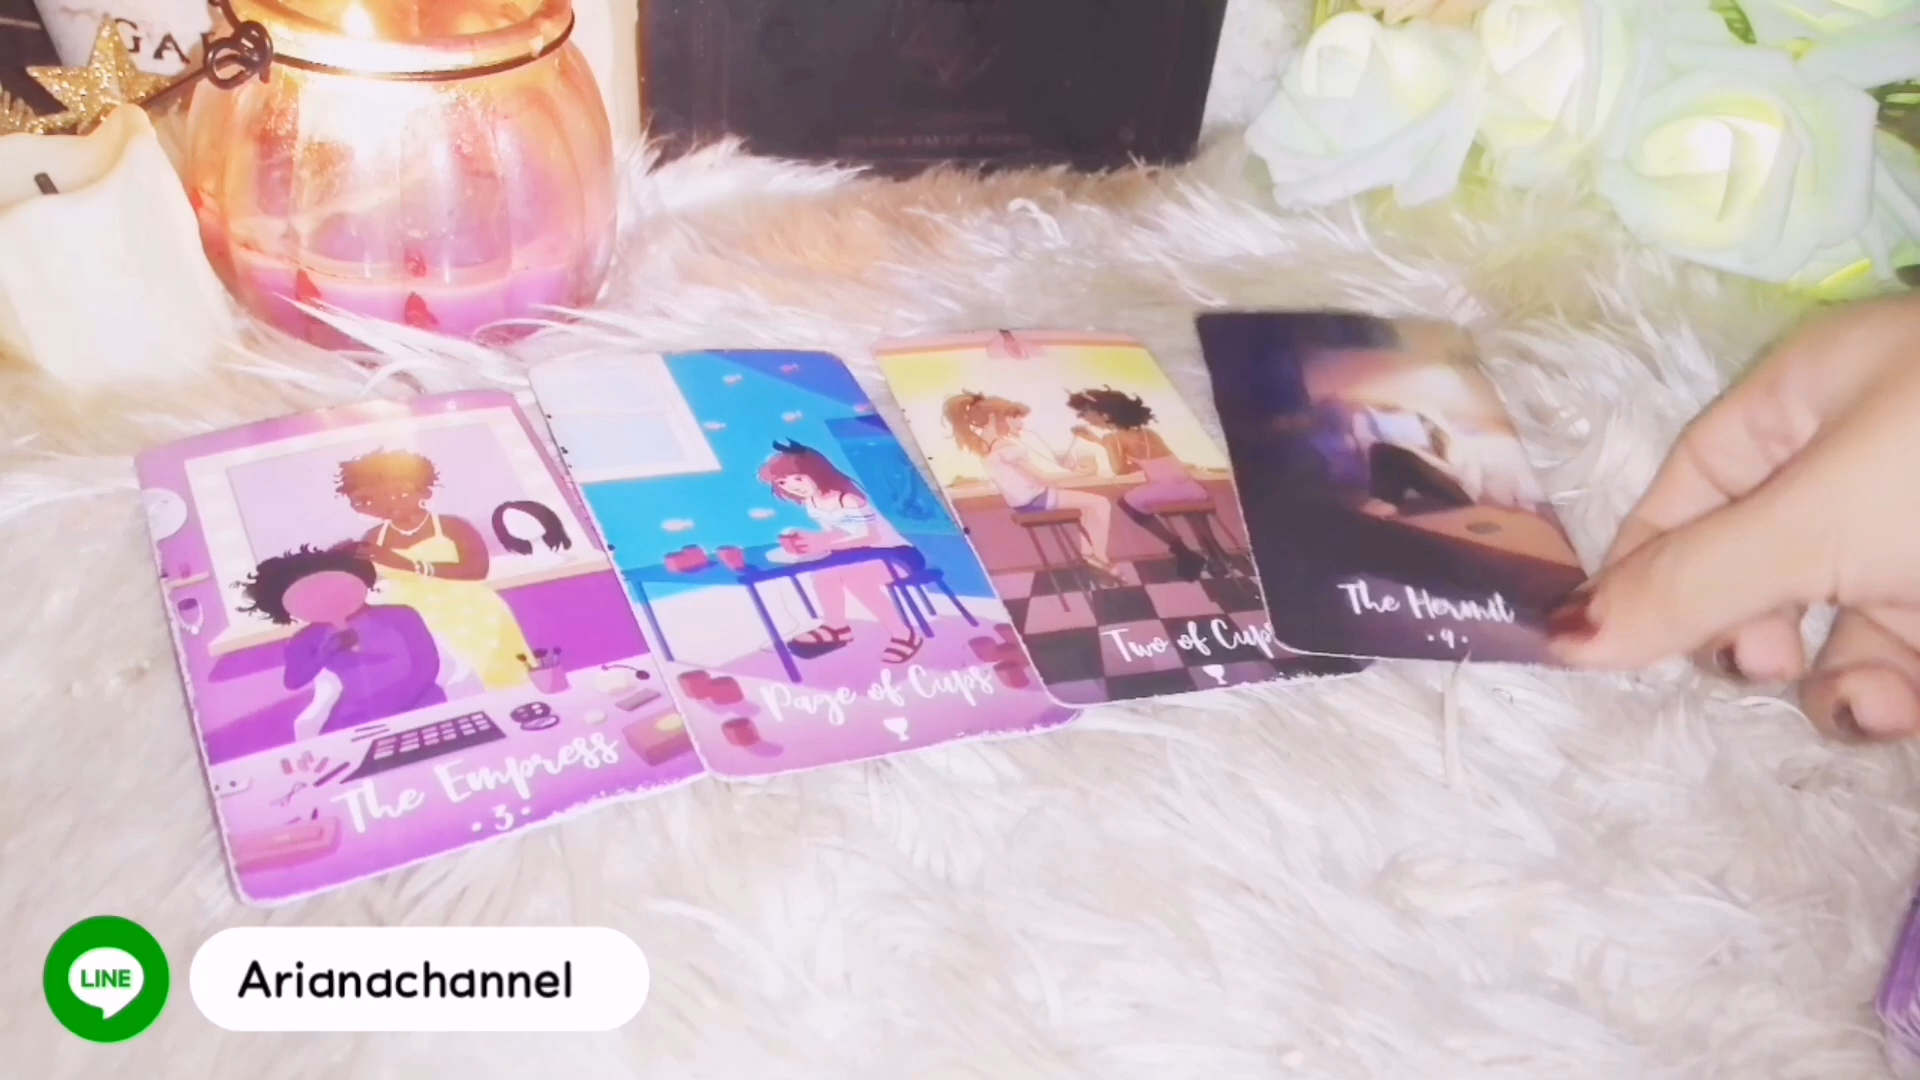 The Empress
• 3 •
Page of Cups
Two of Cups
The Hermit
• 9 •
LINE
Arianachannel